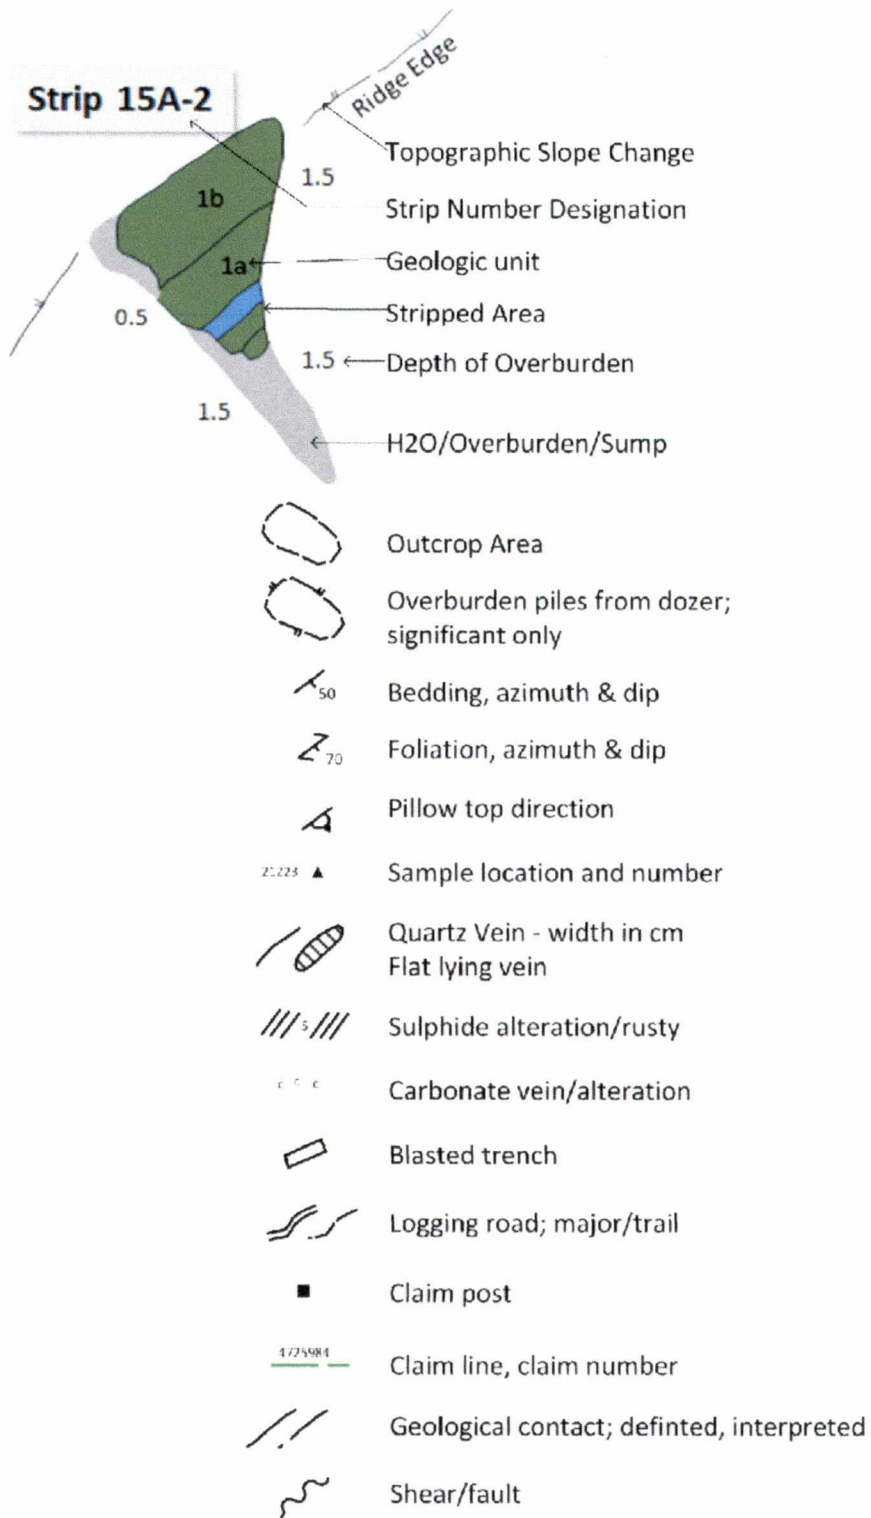 Ridge Edge
Strip 15A-2
Topographic Slope Change
1.5
1b
Strip Number Designation
1a
Geologic unit
0.5
Stripped Area
1.5
Depth of Overburden
1.5
H2O/Overburden/Sump
Outcrop Area
Overburden piles from dozer;
significant only
50
Bedding, azimuth & dip
70
Foliation, azimuth & dip
Pillow top direction
21223
Sample location and number
Quartz Vein - width in cm
Flat lying vein
S
Sulphide alteration/rusty
c c c
Carbonate vein/alteration
Blasted trench
Logging road; major/trail
Claim post
4725984
Claim line, claim number
Geological contact; definted, interpreted
Shear/fault